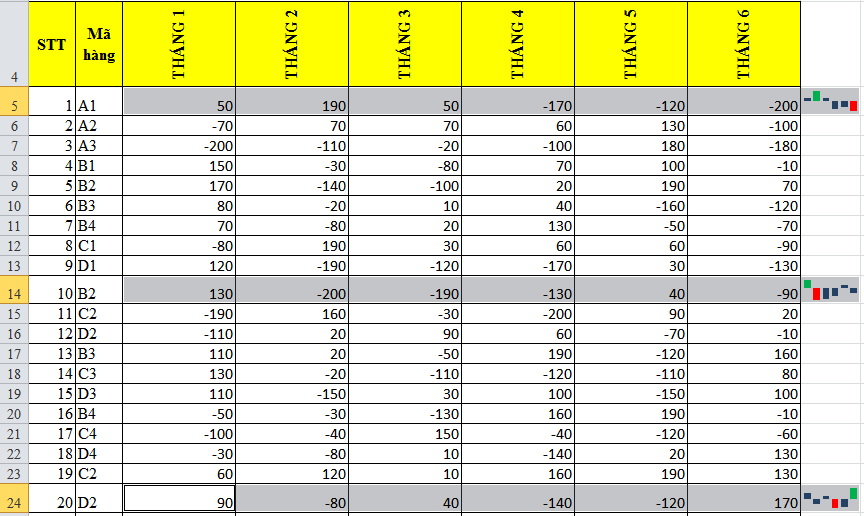 STT Mã hàng THÁNG 1 THÁNG 2 THÁNG 3 THÁNG 4 THÁNG 5 THÁNG 6
4
5 1 A1 50 190 50 -170 -120 -200
6 2 A2 -70 70 70 60 130 -100
7 3 A3 -200 -110 -20 -100 180 -180
8 4 B1 150 -30 -80 70 100 -10
9 5 B2 170 -140 -100 20 190 70
10 6 B3 80 -20 10 40 -160 -120
11 7 B4 70 -80 20 130 -50 -70
12 8 C1 -80 190 30 60 60 -90
13 9 D1 120 -190 -120 -170 30 -130
14 10 B2 130 -200 -190 -130 40 -90
15 11 C2 -190 160 -30 -200 90 20
16 12 D2 -110 20 90 60 -70 -10
17 13 B3 110 20 -50 190 -120 160
18 14 C3 130 -20 -110 -120 -110 80
19 15 D3 110 -150 30 100 -150 100
20 16 B4 -50 -30 -130 160 190 -10
21 17 C4 -100 -40 150 -40 -120 -60
22 18 D4 -30 -80 10 -140 20 130
23 19 C2 60 120 10 160 190 130
24 20 D2 90 -80 40 -140 -120 170